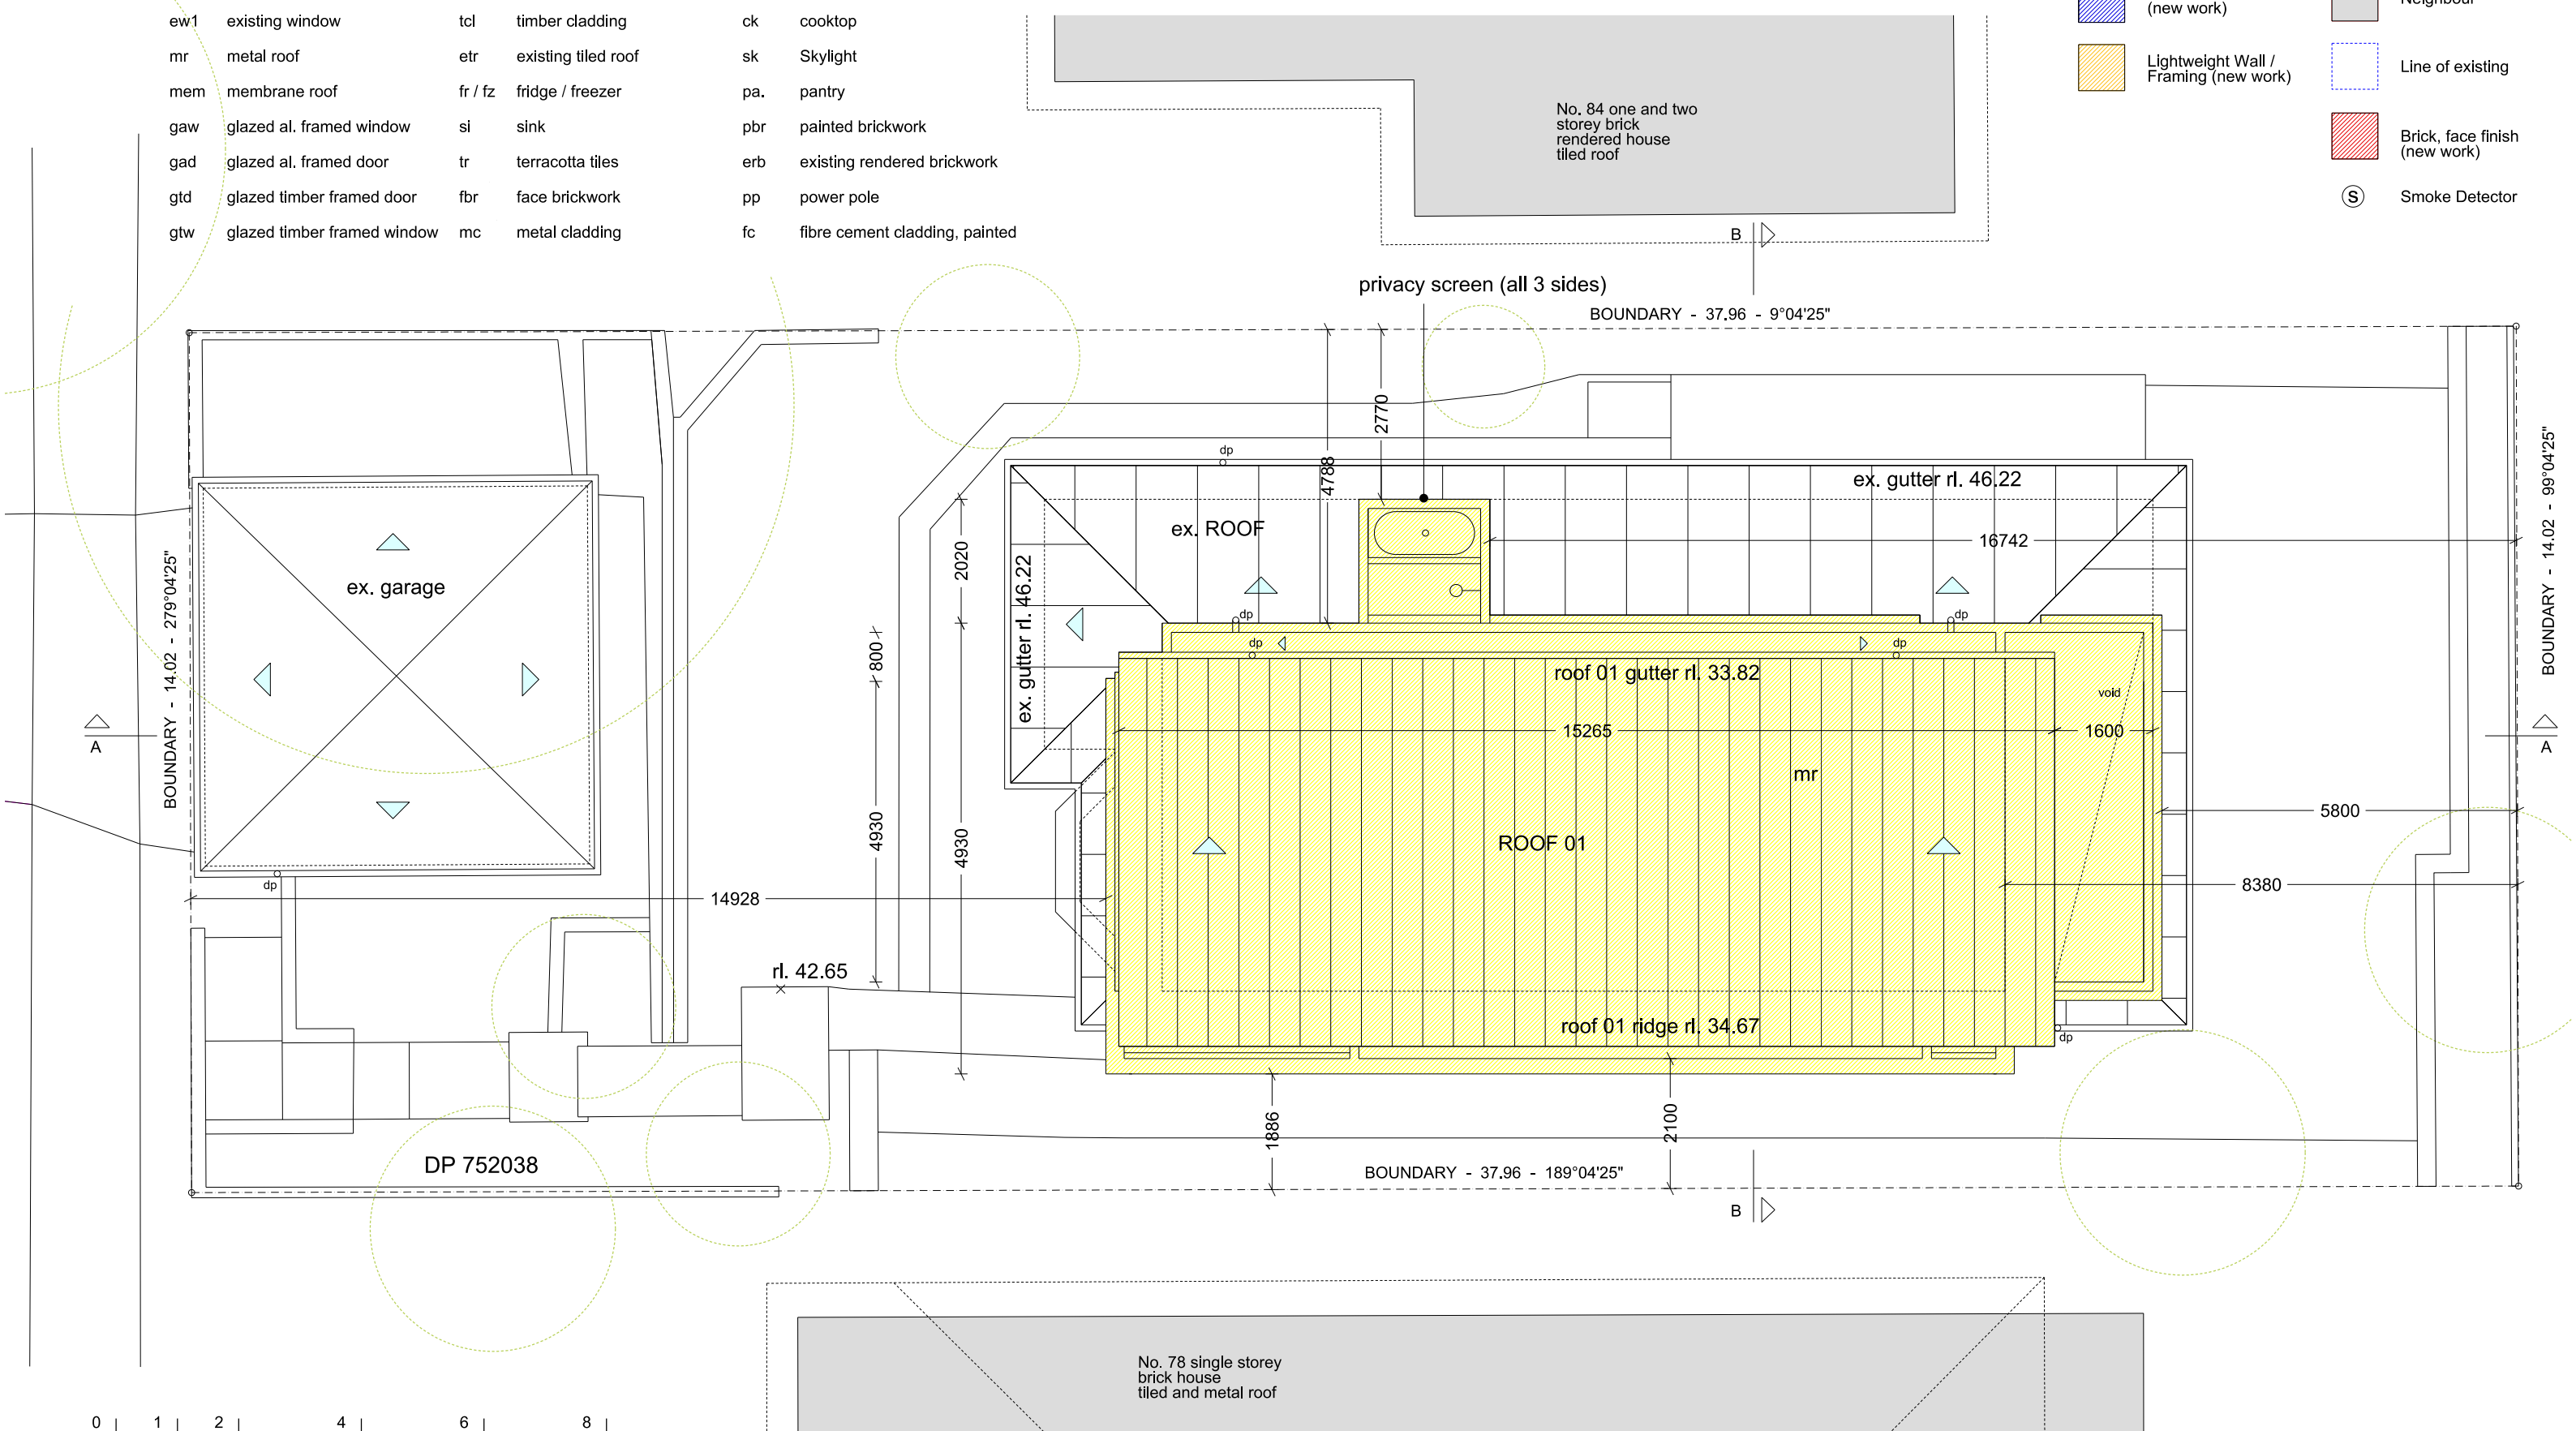 ew1 existing window tcl timber cladding ck cooktop
mr metal roof etr existing tiled roof sk Skylight
mem membrane roof fr / fz fridge / freezer pa. pantry
gaw glazed al. framed window si sink pbr painted brickwork
gad glazed al. framed door tr terracotta tiles erb existing rendered brickwork
gtd glazed timber framed door fbr face brickwork pp power pole
gtw glazed timber framed window mc metal cladding fc fibre cement cladding, painted
(new work)
Lightweight Wall /
Framing (new work)
Line of existing
Brick, face finish
(new work)
S Smoke Detector
No. 84 one and two
storey brick
rendered house
tiled roof
B
privacy screen (all 3 sides)
BOUNDARY - 37.96 - 9°04'25"
2770
4788
dp
ex. gutter rl. 46.22
ex. ROOF
16742
2020
ex. gutter rl. 46.22
ex. garage
BOUNDARY - 14.02 - 279°04'25"
BOUNDARY - 14.02 - 99°04'25"
dp
dp
dp
dp
800
roof 01 gutter rl. 33.82
void
15265
1600
A
A
mr
5800
4930
4930
ROOF 01
dp
8380
14928
rl. 42.65
roof 01 ridge rl. 34.67
dp
1886
2100
DP 752038
BOUNDARY - 37.96 - 189°04'25"
B
No. 78 single storey
brick house
tiled and metal roof
0 1 2 4 6 8